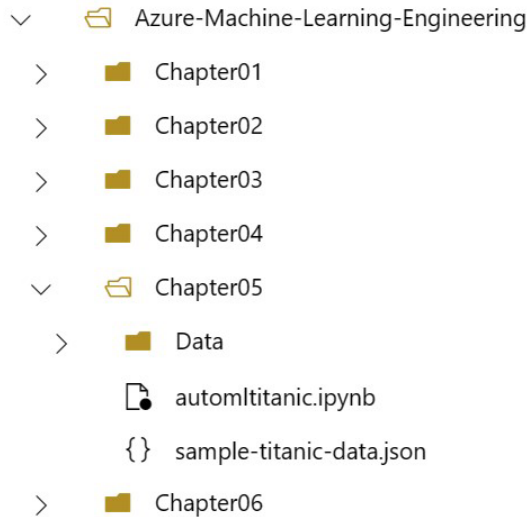 Azure-Machine-Learning-Engineering
Chapter01
Chapter02
Chapter03
Chapter04
Chapter05
Data
automltitanic.ipynb
{} sample-titanic-data.json
Chapter06